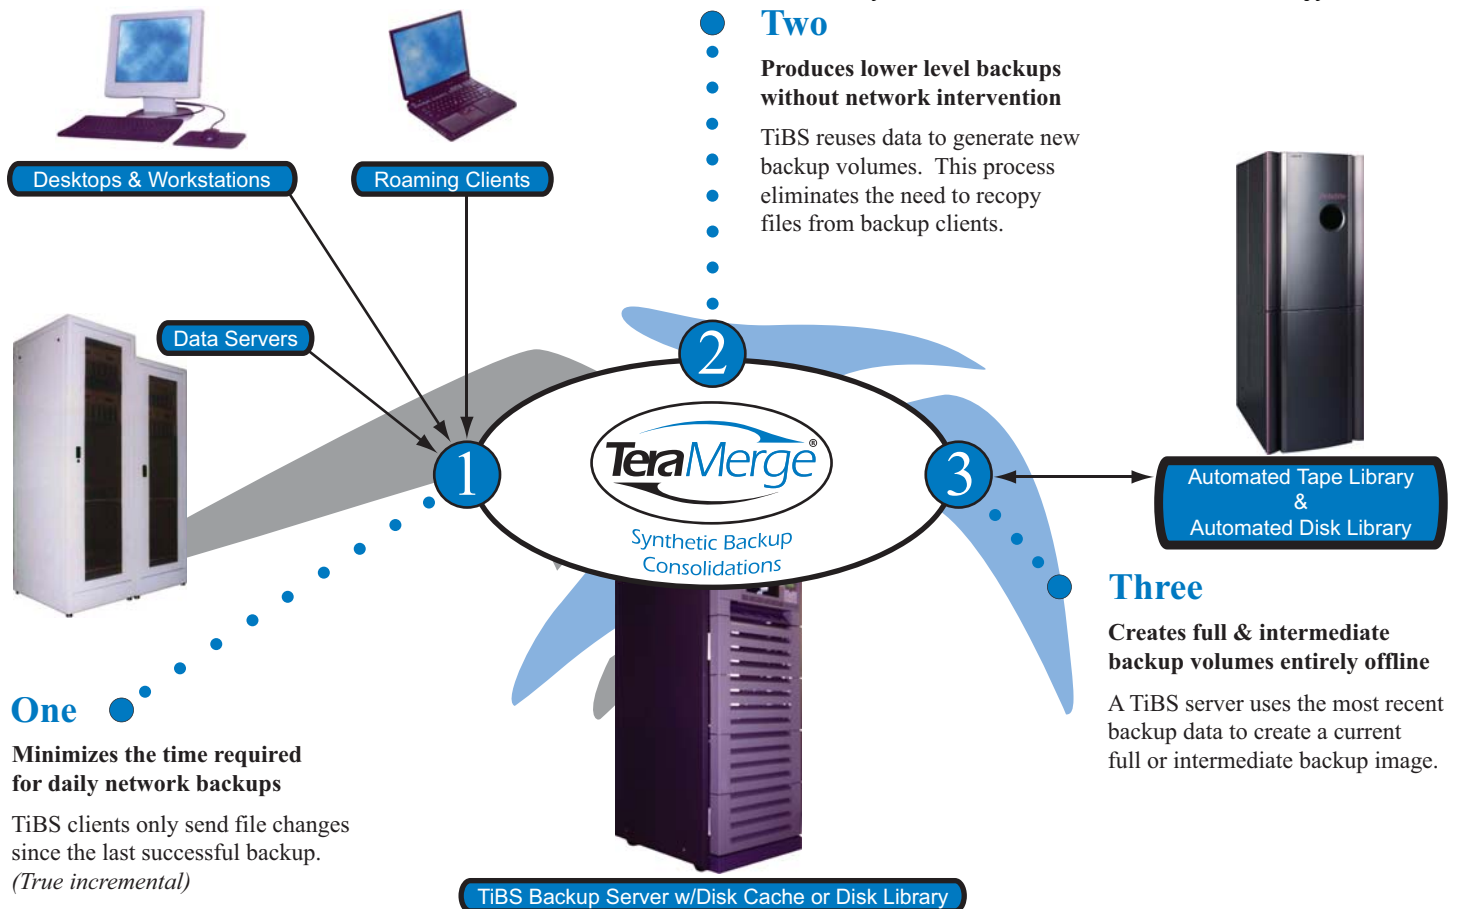 Two
Produces lower level backups
without network intervention
TiBS reuses data to generate new
backup volumes.  This process
eliminates the need to recopy
files from backup clients.
Desktops & Workstations
Roaming Clients
Data Servers
1
2
3
TeraMerge®
Synthetic Backup
Consolidations
Automated Tape Library
&
Automated Disk Library
Three
Creates full & intermediate
backup volumes entirely offline
A TiBS server uses the most recent
backup data to create a current
full or intermediate backup image.
One
Minimizes the time required
for daily network backups
TiBS clients only send file changes
since the last successful backup.
(True incremental)
TiBS Backup Server w/Disk Cache or Disk Library